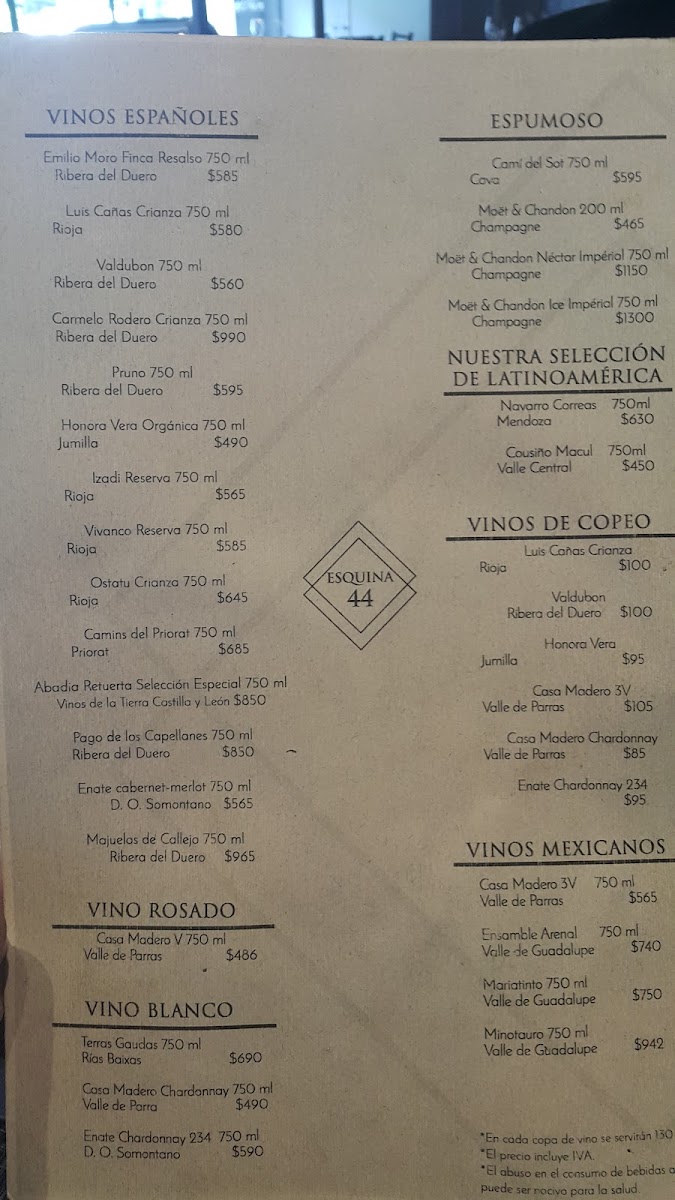 VINOS ESPAÑOLES
Emilio Moro Finca Resalso 750 ml
Ribera del Duero $585
Luis Cañas Crianza 750 ml
Rioja $580
Valdubon 750 ml
Ribera del Duero $560
Carmelo Rodero Crianza 750 ml
Ribera del Duero $990
Pruno 750 ml
Ribera del Duero $595
Honora Vera Orgánica 750 ml
Jumilla $490
Izadi Reserva 750 ml
Rioja $565
Vivanco Reserva 750 ml
Rioja $585
Ostatu Crianza 750 ml
Rioja $645
Camins del Priorat 750 ml
Priorat $685
Abadia Retuerta Selección Especial 750 ml
Vinos de la Tierra Castilla y León $850
Pago de los Capellanes 750 ml
Ribera del Duero $850
Enate cabernet-merlot 750 ml
D. O. Somontano $565
Majuelos de Callejo 750 ml
Ribera del Duero $965
VINO ROSADO
Casa Madero V 750 ml
Valle de Parras $486
VINO BLANCO
Terras Gaudas 750 ml
Rías Baixas $690
Casa Madero Chardonnay 750 ml
Valle de Parra $490
Enate Chardonnay 234 750 ml
D. O. Somontano $590
ESQUINA
44
ESPUMOSO
Camí del Sot 750 ml
Cava $595
Moët & Chandon 200 ml
Champagne $465
Moët & Chandon Néctar Impérial 750 ml
Champagne $1150
Moët & Chandon Ice Impérial 750 ml
Champagne $1300
NUESTRA SELECCIÓN
DE LATINOAMÉRICA
Navarro Correas 750ml
Mendoza $630
Cousiño Macul 750ml
Valle Central $450
VINOS DE COPEO
Luis Cañas Crianza
Rioja $100
Valdubon
Ribera del Duero $100
Honora Vera
Jumilla $95
Casa Madero 3V
Valle de Parras $105
Casa Madero Chardonnay
Valle de Parras $85
Enate Chardonnay 234
$95
VINOS MEXICANOS
Casa Madero 3V 750 ml
Valle de Parras $565
Ensamble Arenal 750 ml
Valle de Guadalupe $740
Mariatinto 750 ml
Valle de Guadalupe $750
Minotauro 750 ml
Valle de Guadalupe $942
*En cada copa de vino se servirán 130
*El precio incluye IVA.
*El abuso en el consumo de bebidas
puede ser nocivo para la salud.